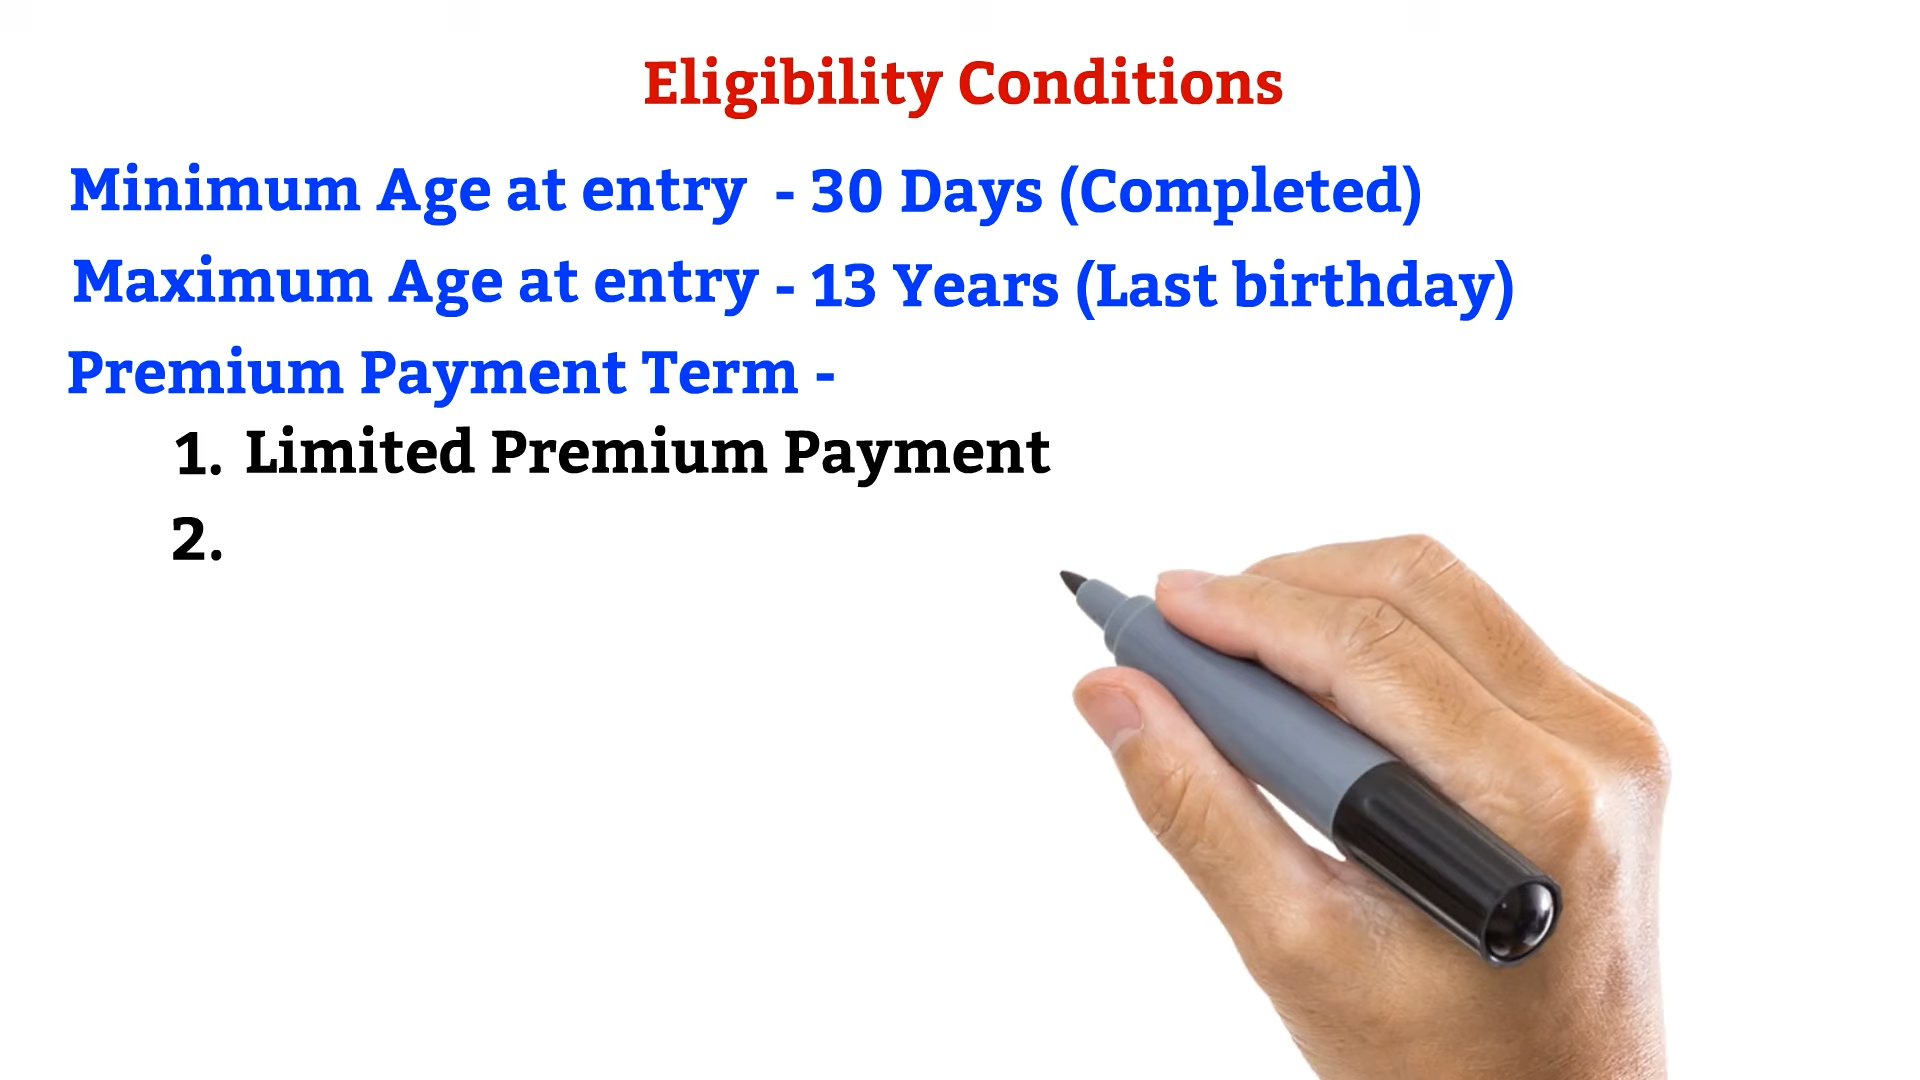 Eligibility Conditions
Minimum Age at entry - 30 Days (Completed)
Maximum Age at entry - 13 Years (Last birthday)
Premium Payment Term -
1. Limited Premium Payment
2.